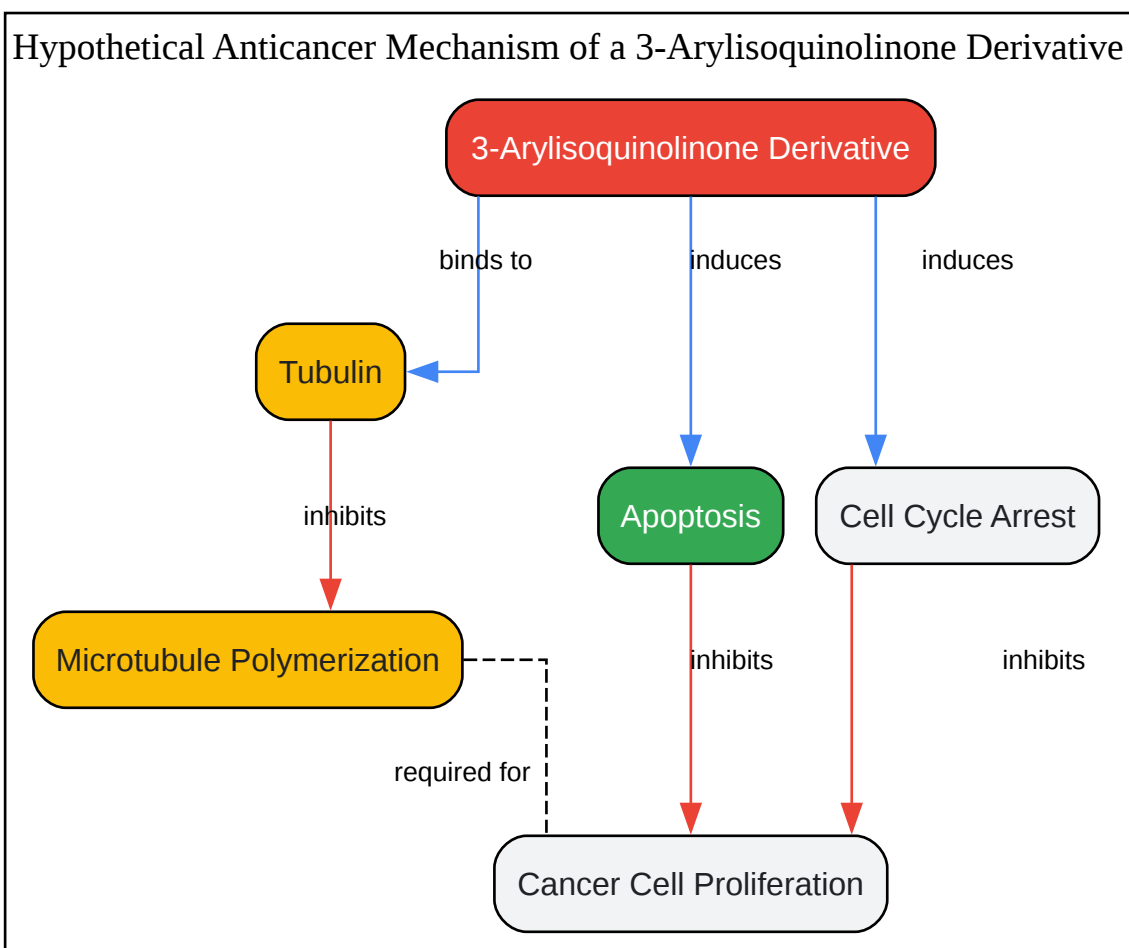 Hypothetical Anticancer Mechanism of a 3-Arylisoquinolinone Derivative
3-Arylisoquinolinone Derivative
binds to
induces
induces
Tubulin
Apoptosis
Cell Cycle Arrest
inhibits
Microtubule Polymerization
inhibits
inhibits
required for
Cancer Cell Proliferation